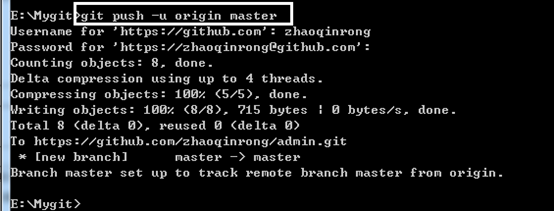 E:\Mygit>git push -u origin master
Username for 'https://github.com': zhaoqinrong
Password for 'https://zhaoqinrong@github.com':
Counting objects: 8, done.
Delta compression using up to 4 threads.
Compressing objects: 100% (5/5), done.
Writing objects: 100% (8/8), 715 bytes ¦ 0 bytes/s, done.
Total 8 (delta 0), reused 0 (delta 0)
To https://github.com/zhaoqinrong/admin.git
 * [new branch]      master -> master
Branch master set up to track remote branch master from origin.
E:\Mygit>